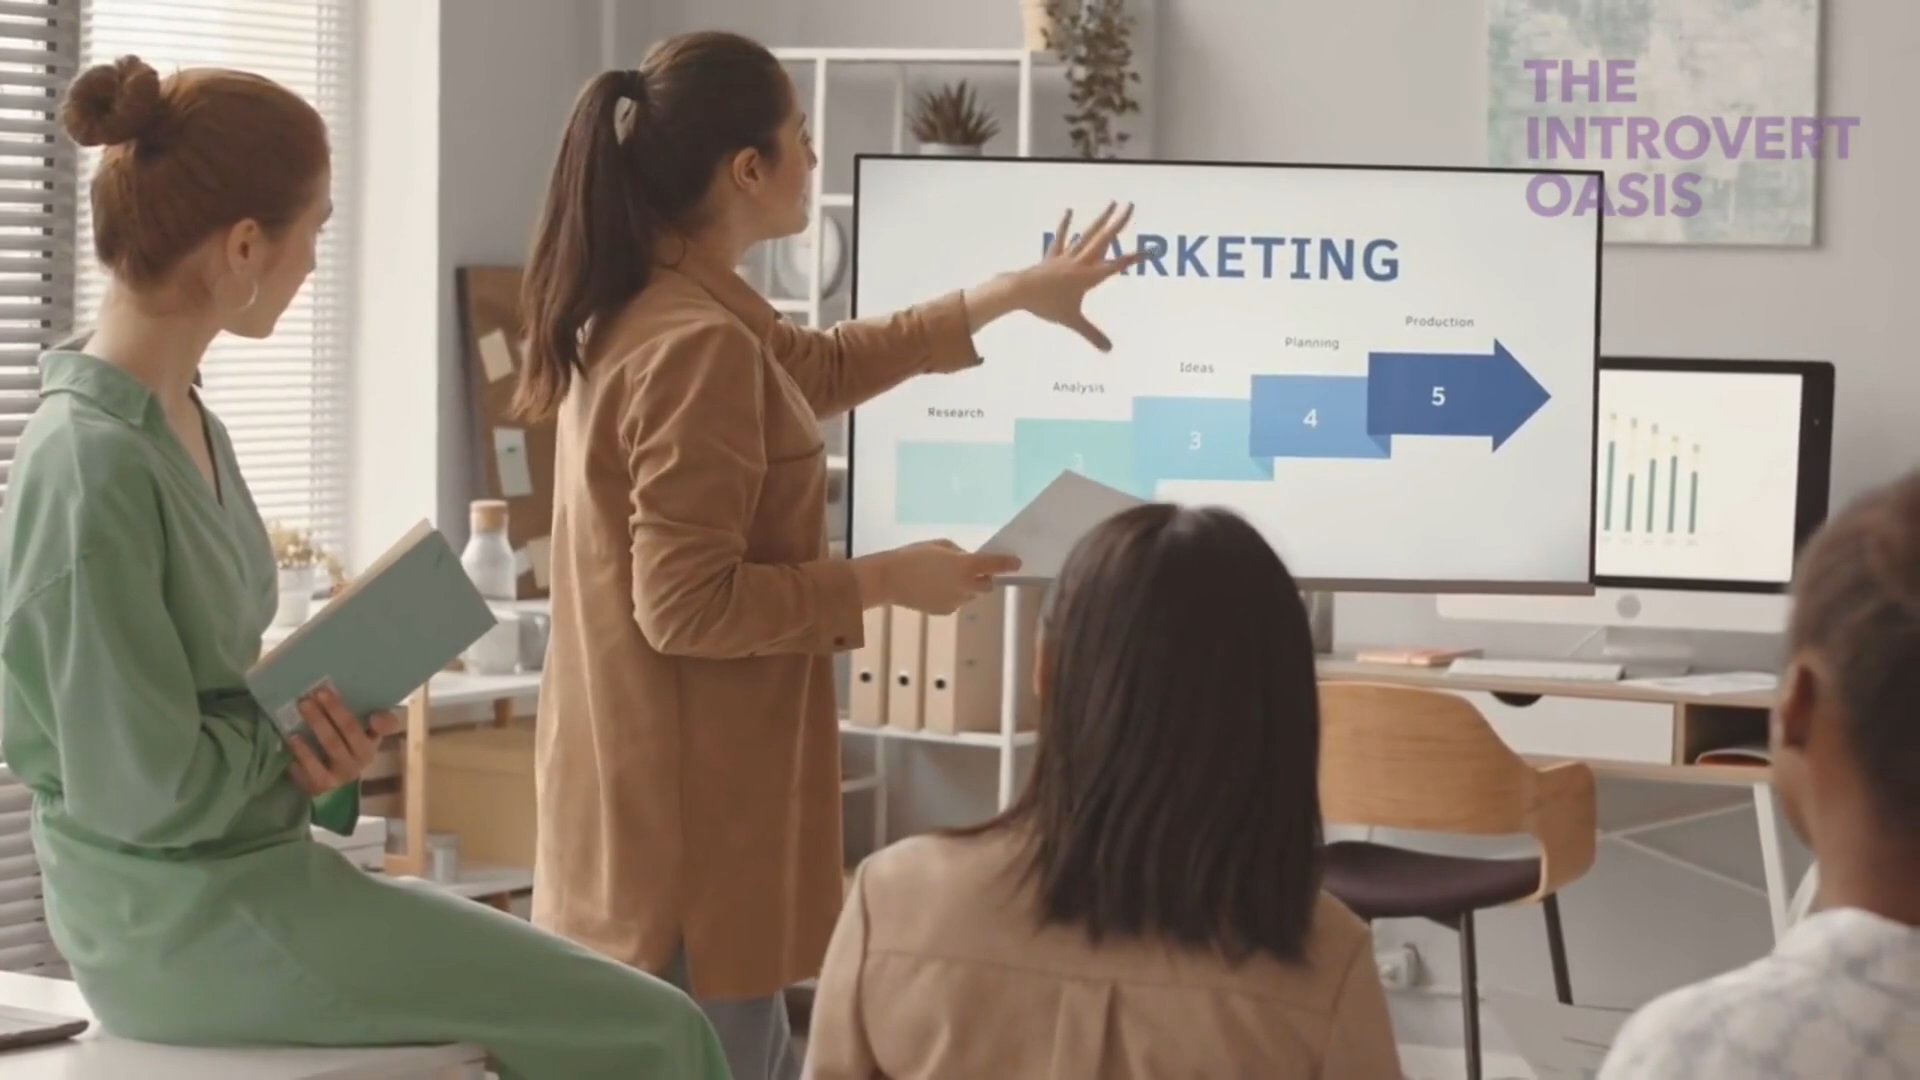 THE
INTROVERT
OASIS
MARKETING
Production
Planning
Ideas
Analysis
Research
5
4
3